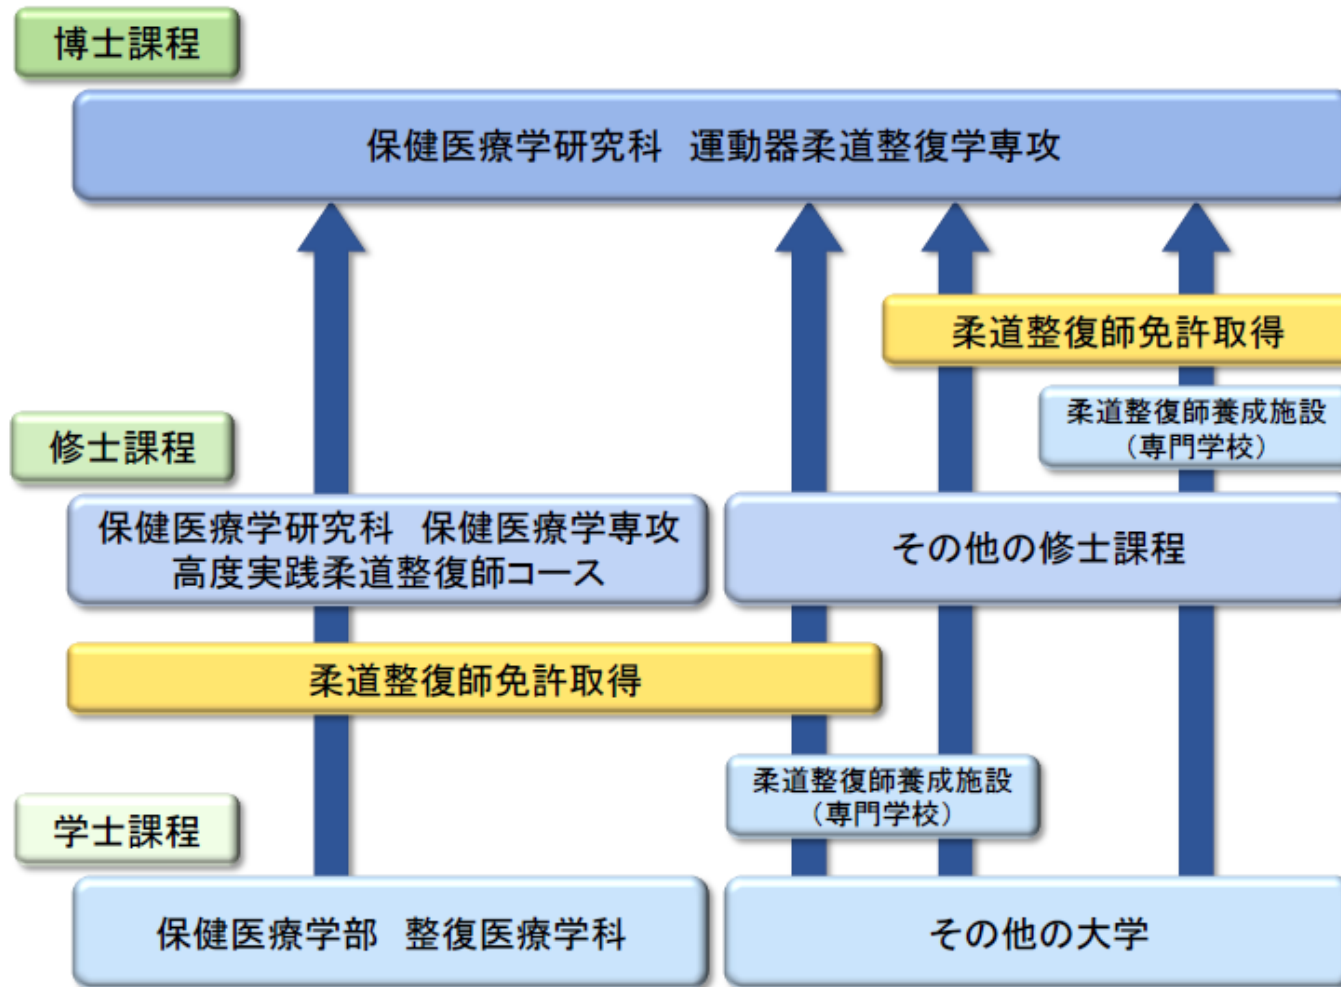 博士課程
保健医療学研究科　運動器柔道整復学専攻
柔道整復師免許取得
柔道整復師養成施設
（専門学校）
修士課程
保健医療学研究科　保健医療学専攻
高度実践柔道整復師コース
その他の修士課程
柔道整復師免許取得
柔道整復師養成施設
（専門学校）
学士課程
保健医療学部　整復医療学科
その他の大学